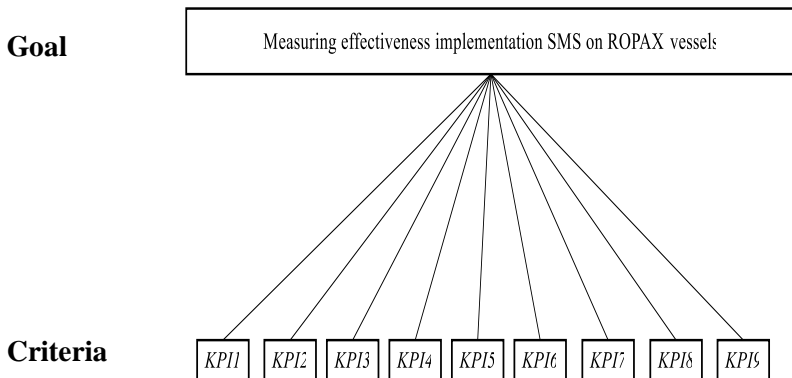 Goal
Measuring effectiveness implementation SMS on ROPAX vessels
Criteria
KPI1 KPI2 KPI3 KPI4 KPI5 KPI6 KPI7 KPI8 KPI9